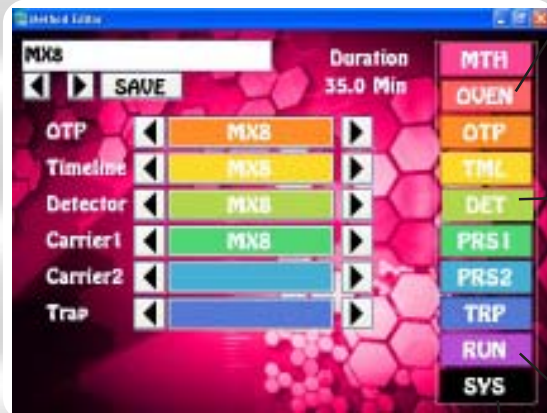 Method Editor
MX8
Duration
SAVE
35.0 Min
OTP MX8
Timeline MX8
Detector MX8
Carrier1 MX8
Carrier2
Trap
MTH
OVEN
OTP
TML
DET
PRS1
PRS2
TRP
RUN
SYS